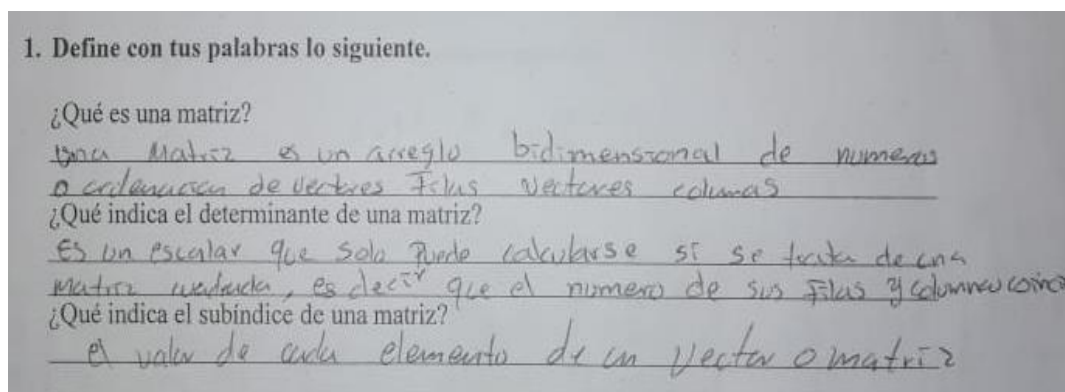 1. Define con tus palabras lo siguiente.
¿Qué es una matriz?
una Matriz es un arreglo bidimensional de numeros
o ordenacion de vectores Filas vectores columas
¿Qué indica el determinante de una matriz?
Es un escalar que solo Puede calcularse si se trata de una
matriz cuadrada, es decir que el numero de sus Filas y columnas coinc
¿Qué indica el subíndice de una matriz?
el valor de cada elemento de un Vector o matriz